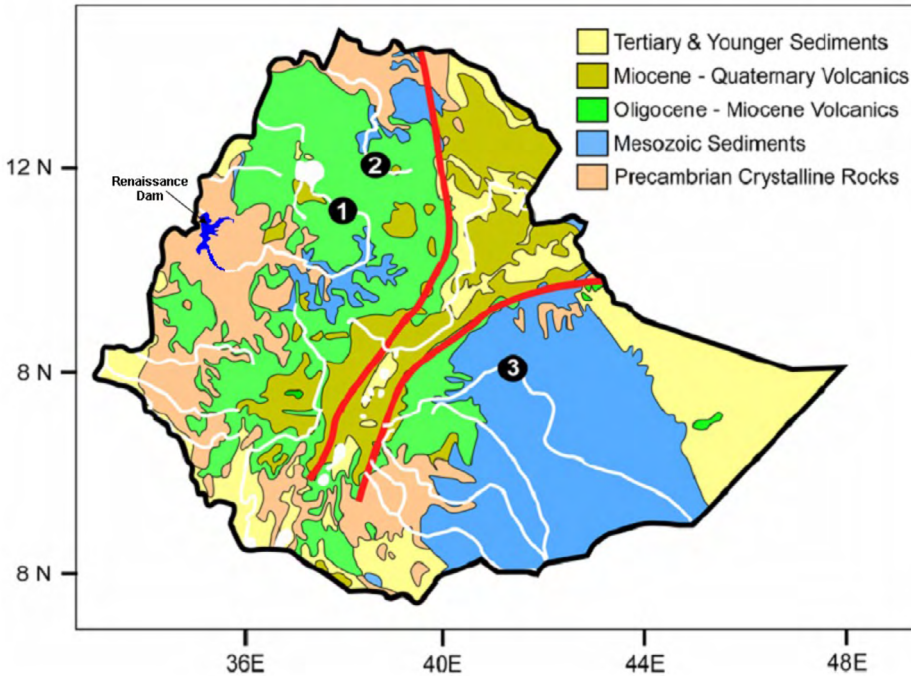 Tertiary & Younger Sediments
Miocene - Quaternary Volcanics
Oligocene - Miocene Volcanics
Mesozoic Sediments
Precambrian Crystalline Rocks
12 N
Renaissance
Dam
2
1
8 N
3
8 N
36E
40E
44E
48E